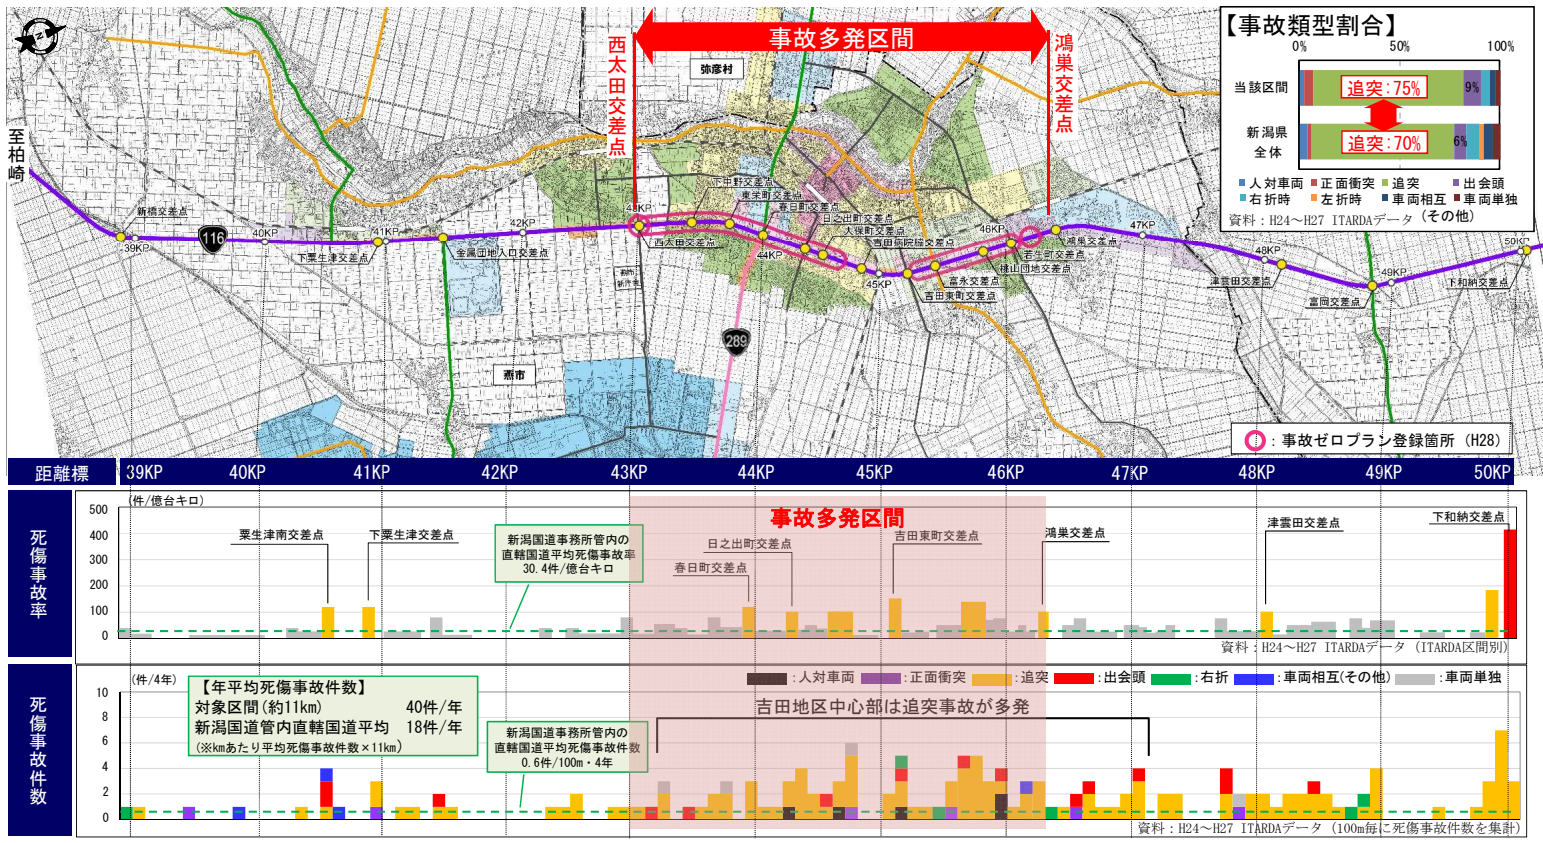 事故多発区間
西太田交差点
鴻巣交差点
弥彦村
至柏崎
【事故類型割合】
0%
50%
100%
当該区間
追突:75%
9%
新潟県
全体
追突:70%
6%
人対車両
正面衝突
追突
出会頭
右折時
左折時
車両相互
車両単独
(その他)
資料:H24~H27 ITARDAデータ
新橋交差点
116
39KP
40KP
下粟生津交差点
41KP
金属団地入口交差点
42KP
43KP
西太田交差点
下中野交差点
東栄町交差点
春日町交差点
44KP
日之出町交差点
大保町交差点
吉田病院脇交差点
45KP
吉田東町交差点
富永交差点
46KP
桃山団地交差点
若生町交差点
鴻巣交差点
47KP
48KP
津雲田交差点
49KP
富岡交差点
下和納交差点
50KP
289
燕市
:事故ゼロプラン登録箇所(H28)
距離標
39KP
40KP
41KP
42KP
43KP
44KP
45KP
46KP
47KP
48KP
49KP
50KP
死傷事故率
(件/億台キロ)
500
400
300
200
100
0
粟生津南交差点
下粟生津交差点
新潟国道事務所管内の
直轄国道平均死傷事故率
30.4件/億台キロ
事故多発区間
日之出町交差点
春日町交差点
吉田東町交差点
鴻巣交差点
津雲田交差点
下和納交差点
資料:H24~H27 ITARDAデータ(ITARDA区間別)
死傷事故件数
(件/4年)
10
8
6
4
2
0
【年平均死傷事故件数】
対象区間(約11km) 40件/年
新潟国道管内直轄国道平均 18件/年
(※kmあたり平均死傷事故件数×11km)
新潟国道事務所管内の
直轄国道平均死傷事故件数
0.6件/100m・4年
:人対車両
:正面衝突
:追突
:出会頭
:右折
:車両相互(その他)
:車両単独
吉田地区中心部は追突事故が多発
資料:H24~H27 ITARDAデータ(100m毎に死傷事故件数を集計)